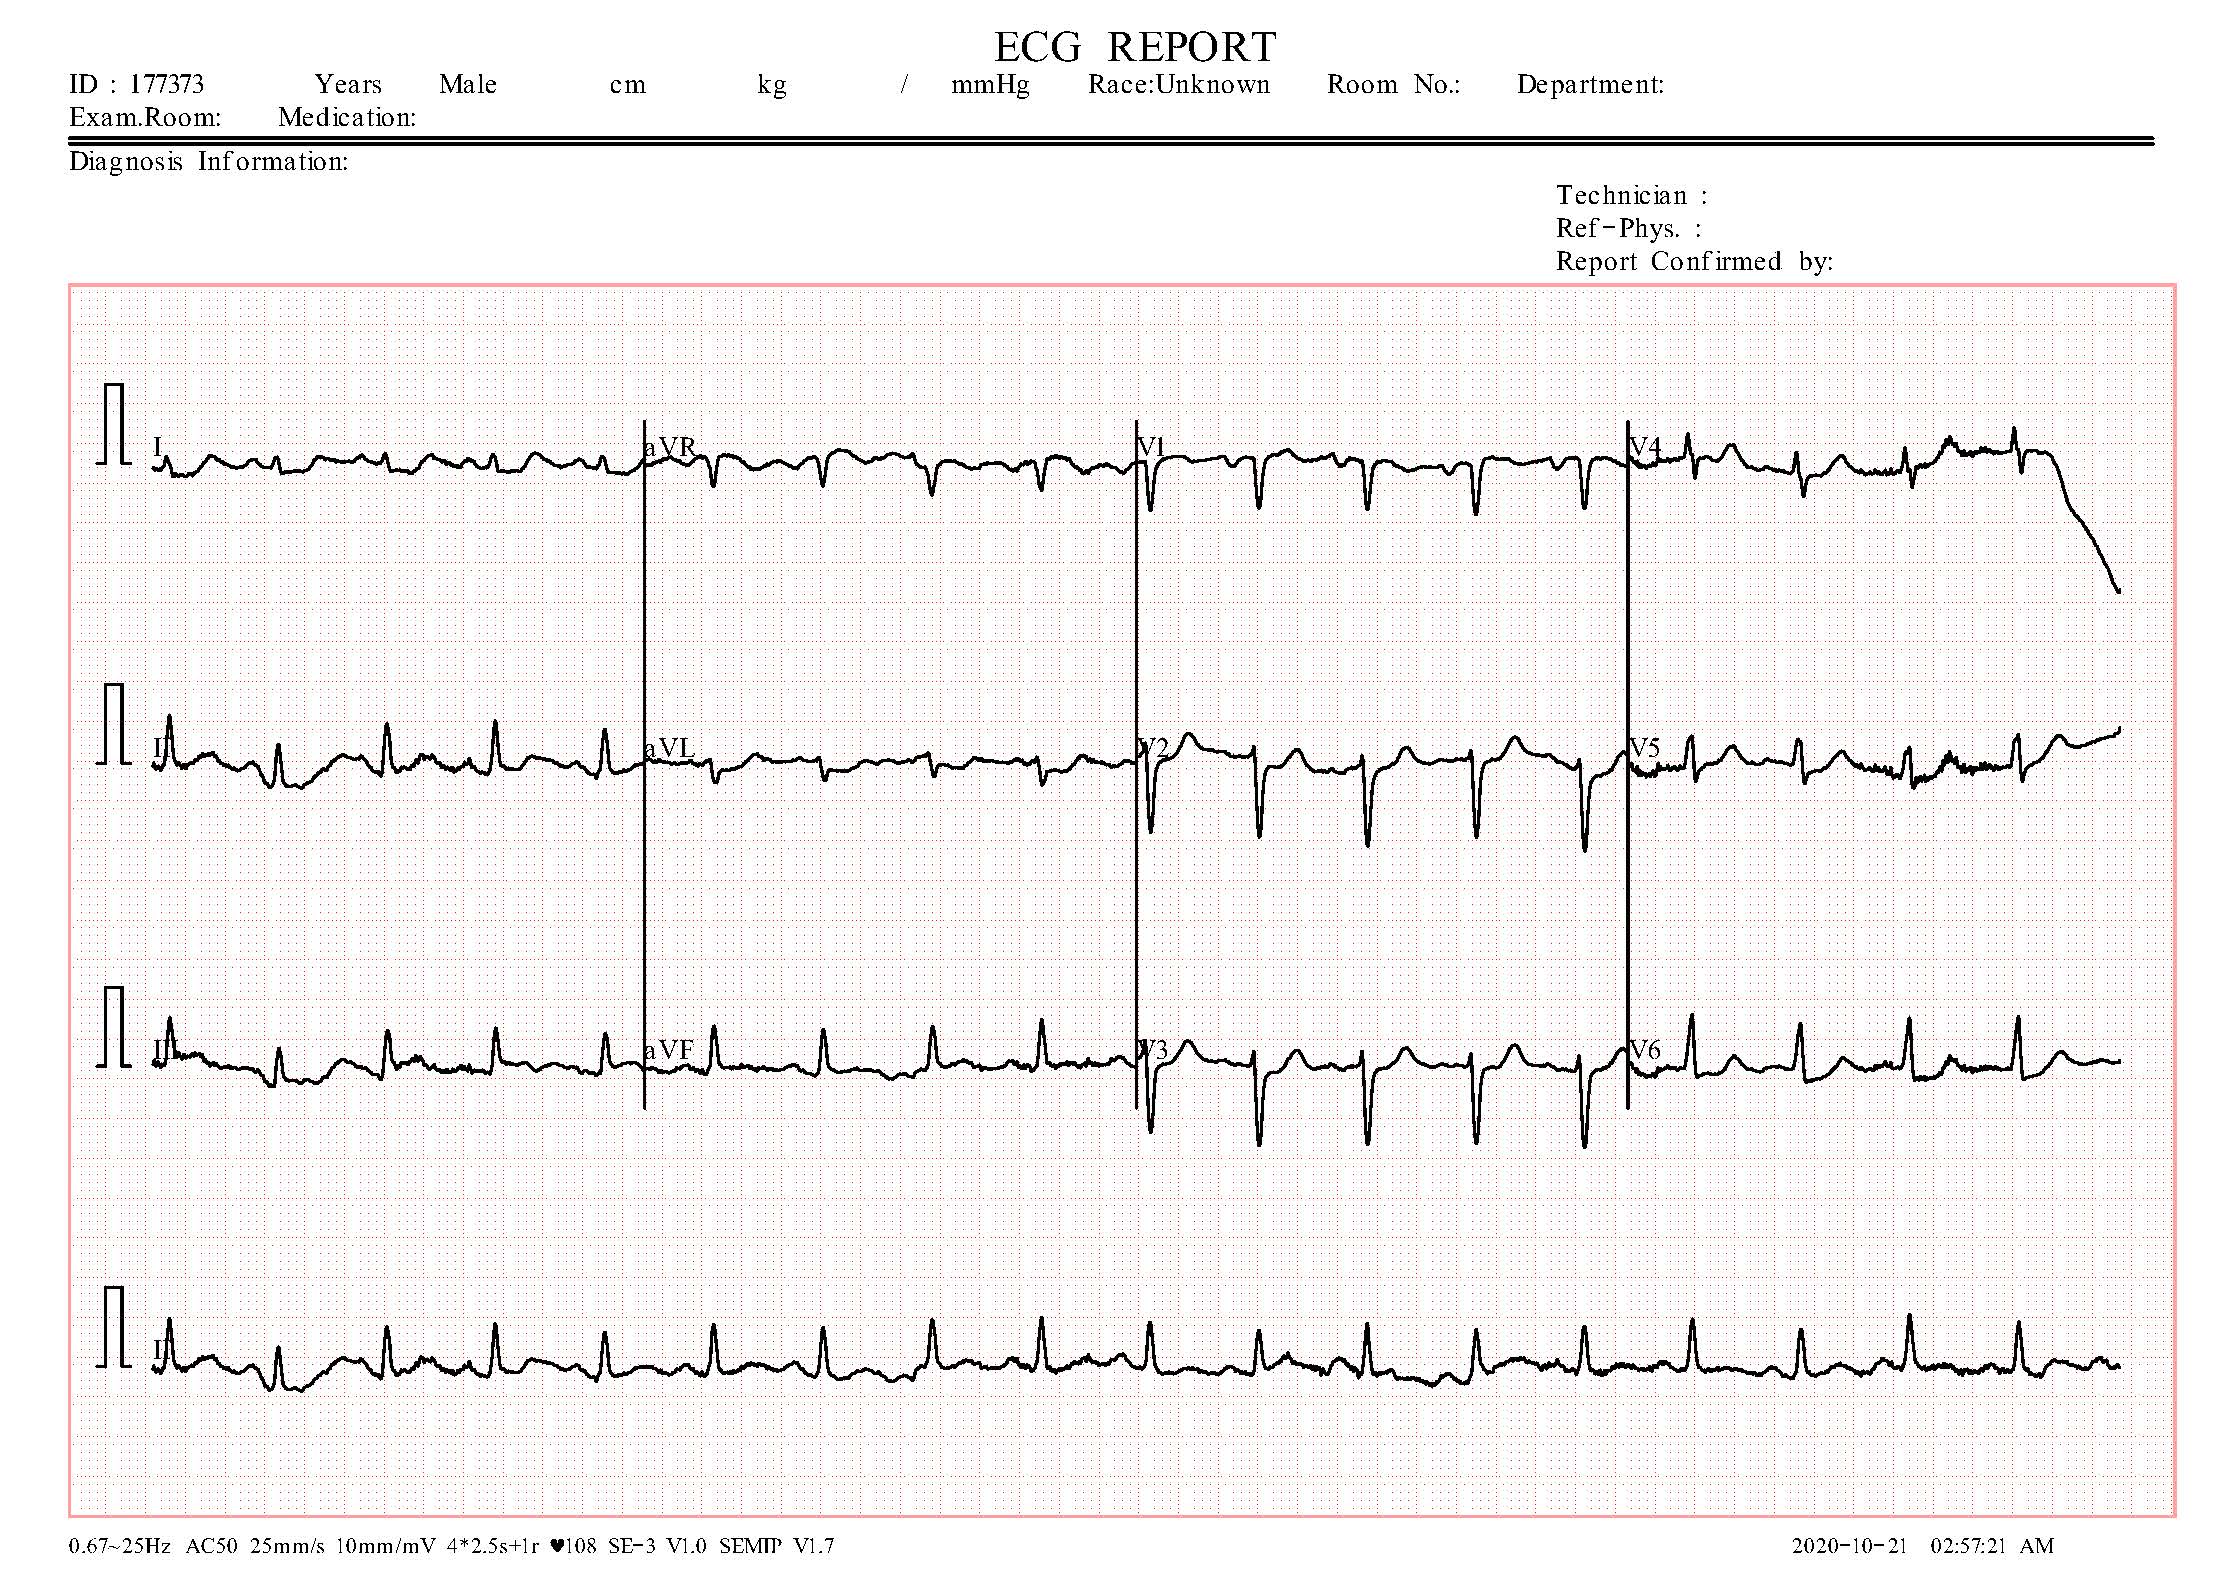 ECG REPORT
ID : 177373 Years Male cm kg / mmHg Race:Unknown Room No.: Department:
Exam.Room: Medication:
Diagnosis Information:
Technician :
Ref-Phys. :
Report Confirmed by:
I aVR V1 V4
II aVL V2 V5
III aVF V3 V6
II
0.67~25Hz AC50 25mm/s 10mm/mV 4*2.5s+1r ♥108 SE-3 V1.0 SEMIP V1.7 2020-10-21 02:57:21 AM